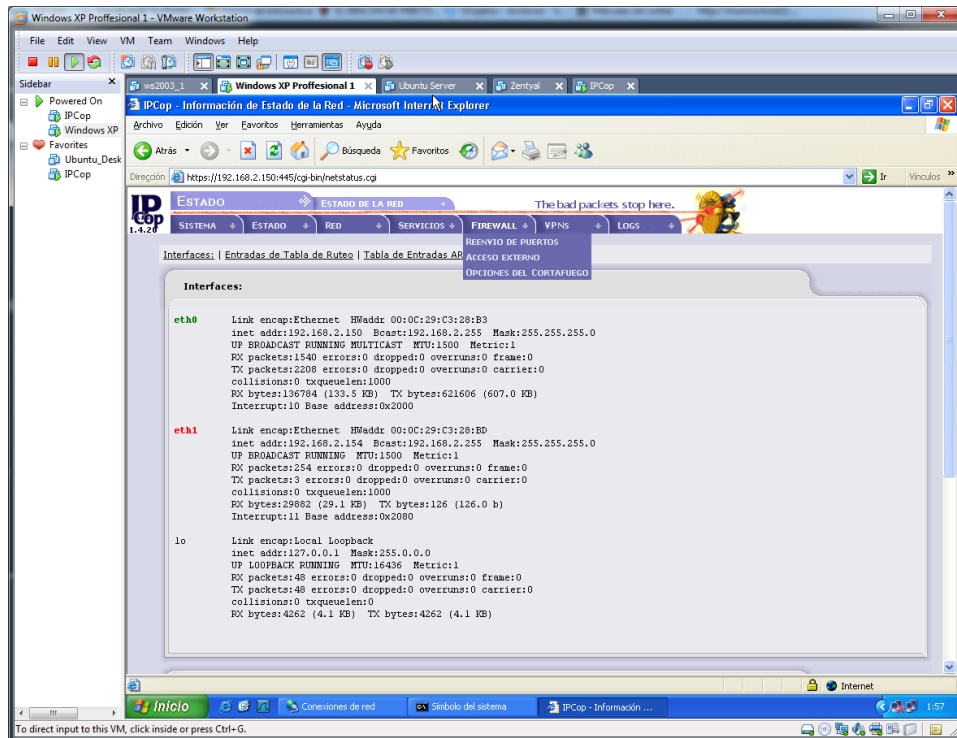 Windows XP Proffesional 1 - VMware Workstation
File Edit View VM Team Windows Help
Sidebar x
ws2003_1 x Windows XP Proffesional 1 x Ubuntu Server x Zentyal x IPCop x
Powered On
IPCop
Windows XP
Favorites
Ubuntu_Desk
IPCop
IPCop - Información de Estado de la Red - Microsoft Internet Explorer
Archivo Edición Ver Favoritos Herramientas Ayuda
Atrás Búsqueda Favoritos
Dirección https://192.168.2.150:445/cgi-bin/netstatus.cgi Ir Vínculos »
IPCop 1.4.20
ESTADO ESTADO DE LA RED The bad packets stop here.
SISTEMA ESTADO RED SERVICIOS FIREWALL VPNS LOGS
REENVIO DE PUERTOS
ACCESO EXTERNO
OPCIONES DEL CORTAFUEGO
Interfaces: | Entradas de Tabla de Ruteo | Tabla de Entradas AR
Interfaces:
eth0 Link encap:Ethernet HWaddr 00:0C:29:C3:28:B3
inet addr:192.168.2.150 Bcast:192.168.2.255 Mask:255.255.255.0
UP BROADCAST RUNNING MULTICAST MTU:1500 Metric:1
RX packets:1540 errors:0 dropped:0 overruns:0 frame:0
TX packets:2208 errors:0 dropped:0 overruns:0 carrier:0
collisions:0 txqueuelen:1000
RX bytes:136784 (133.5 KB) TX bytes:621606 (607.0 KB)
Interrupt:10 Base address:0x2000
eth1 Link encap:Ethernet HWaddr 00:0C:29:C3:28:BD
inet addr:192.168.2.154 Bcast:192.168.2.255 Mask:255.255.255.0
UP BROADCAST RUNNING MTU:1500 Metric:1
RX packets:254 errors:0 dropped:0 overruns:0 frame:0
TX packets:3 errors:0 dropped:0 overruns:0 carrier:0
collisions:0 txqueuelen:1000
RX bytes:29882 (29.1 KB) TX bytes:126 (126.0 b)
Interrupt:11 Base address:0x2080
lo Link encap:Local Loopback
inet addr:127.0.0.1 Mask:255.0.0.0
UP LOOPBACK RUNNING MTU:16436 Metric:1
RX packets:48 errors:0 dropped:0 overruns:0 frame:0
TX packets:48 errors:0 dropped:0 overruns:0 carrier:0
collisions:0 txqueuelen:0
RX bytes:4262 (4.1 KB) TX bytes:4262 (4.1 KB)
Internet
Inicio Conexiones de red Símbolo del sistema IPCop - Información ... 1:57
To direct input to this VM, click inside or press Ctrl+G.